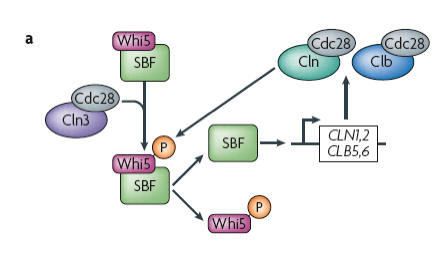 a
Whi5
SBF
Cdc28
Cln3
P
Whi5
SBF
SBF
P
Whi5
Cdc28
Cln
Cdc28
Clb
CLN1,2
CLB5,6